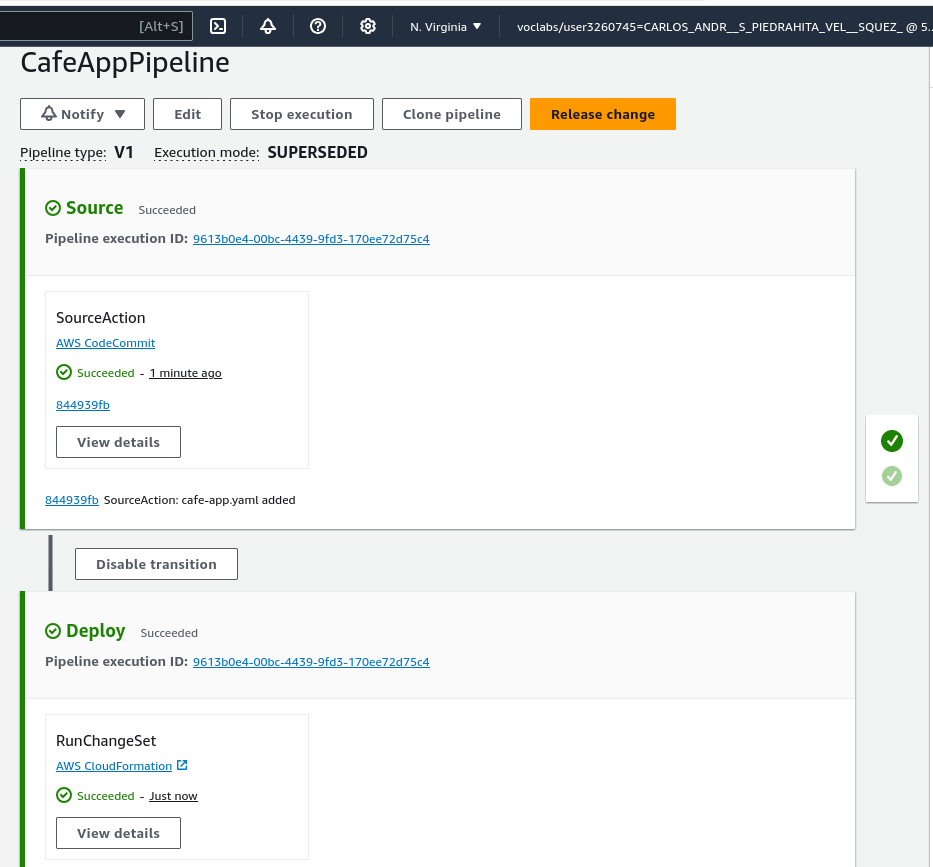 [Alt+S] N. Virginia voclabs/user3260745=CARLOS_ANDR__S_PIEDRAHITA_VEL__SQUEZ_ @ 5...
CafeAppPipeline
Notify Edit Stop execution Clone pipeline Release change
Pipeline type: V1 Execution mode: SUPERSEDED
Source Succeeded
Pipeline execution ID: 9613b0e4-00bc-4439-9fd3-170ee72d75c4
SourceAction
AWS CodeCommit
Succeeded - 1 minute ago
844939fb
View details
844939fb SourceAction: cafe-app.yaml added
Disable transition
Deploy Succeeded
Pipeline execution ID: 9613b0e4-00bc-4439-9fd3-170ee72d75c4
RunChangeSet
AWS CloudFormation
Succeeded - Just now
View details